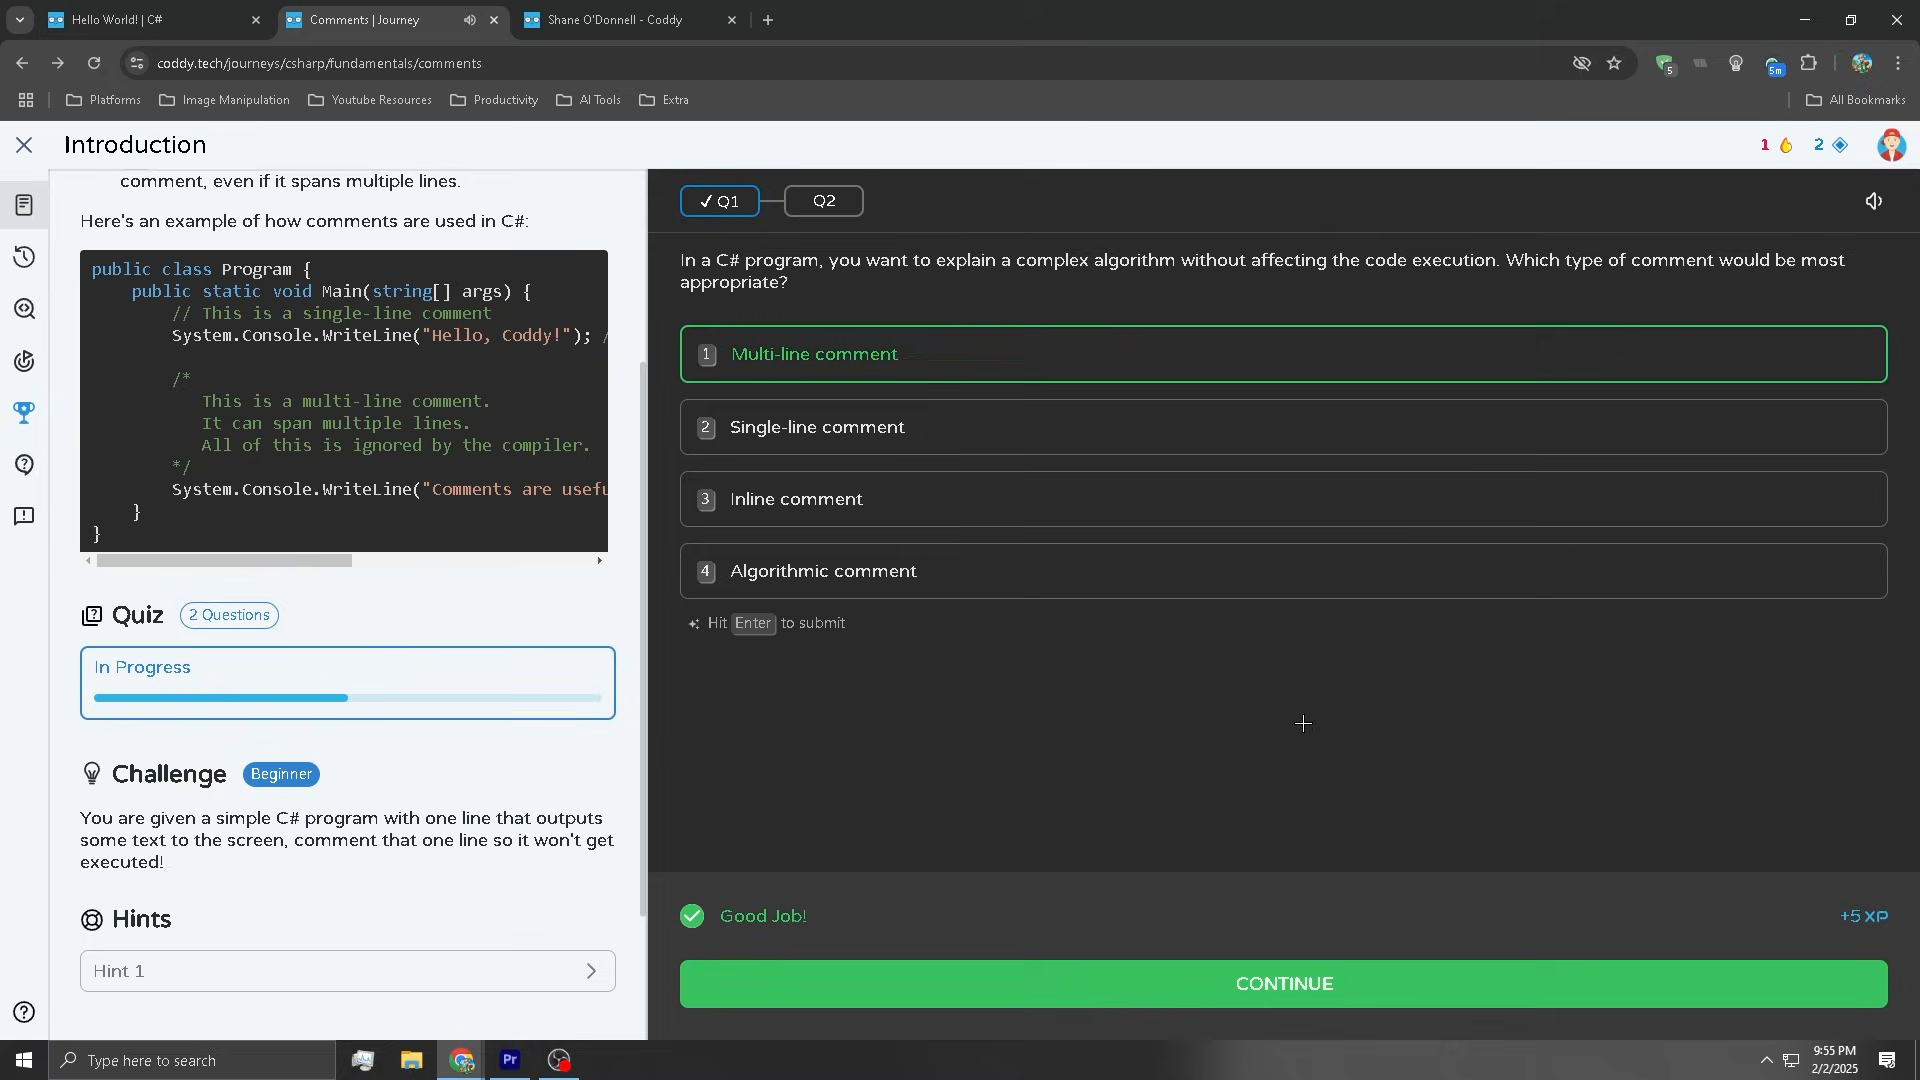 Hello World! | C#
Comments | Journey
Shane O'Donnell - Coddy
coddy.tech/journeys/csharp/fundamentals/comments
5
5m
Platforms
Image Manipulation
Youtube Resources
Productivity
AI Tools
Extra
All Bookmarks
Introduction
1
2
comment, even if it spans multiple lines.
Here's an example of how comments are used in C#:
public class Program {
    public static void Main(string[] args) {
        // This is a single-line comment
        System.Console.WriteLine("Hello, Coddy!"); /
        /*
           This is a multi-line comment.
           It can span multiple lines.
           All of this is ignored by the compiler.
        */
        System.Console.WriteLine("Comments are usefu
    }
}
Quiz
2 Questions
In Progress
Challenge
Beginner
You are given a simple C# program with one line that outputs
some text to the screen, comment that one line so it won't get
executed!
Hints
Hint 1
✓ Q1
Q2
In a C# program, you want to explain a complex algorithm without affecting the code execution. Which type of comment would be most
appropriate?
1 Multi-line comment
2 Single-line comment
3 Inline comment
4 Algorithmic comment
Hit Enter to submit
Good Job!
+5 XP
CONTINUE
Type here to search
Pr
9:55 PM
2/2/2025